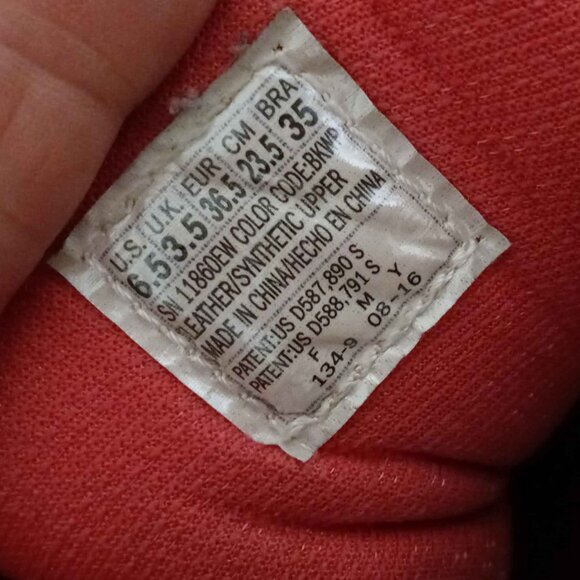 U.S. U.K. EUR CM BRA
6.5 3.5 36.5 23.5 35
SN 11860EW COLOR CODE-BKWP
LEATHER/SYNTHETIC UPPER
MADE IN CHINA/HECHO EN CHINA
PATENT:US D587,890 S
PATENT:US D588,791 S
F M Y
134-9 08-16